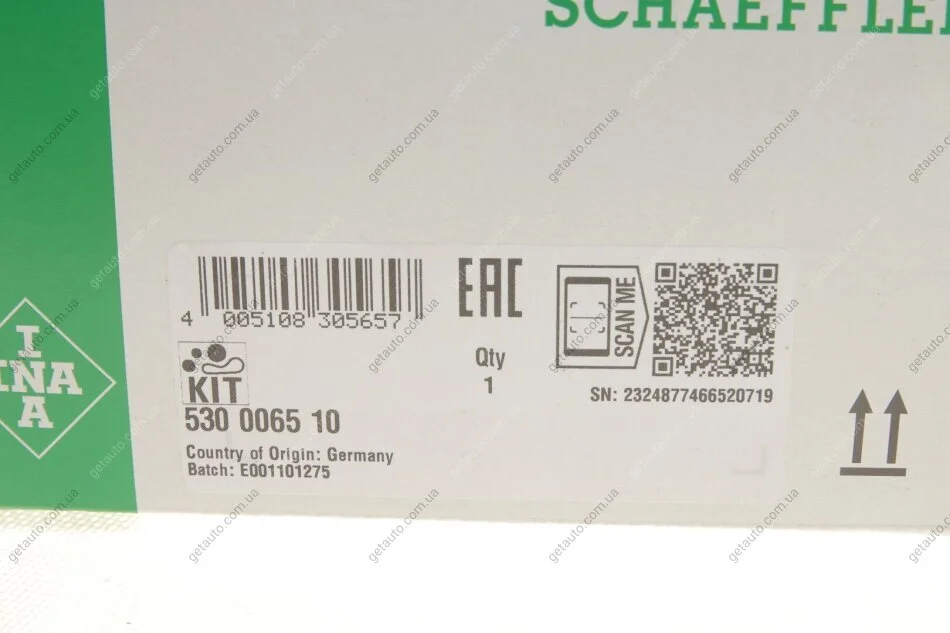 SCHAEFFLE
INA
I
INA
A
4 005108 305657
EAC
SCAN ME
Qty
1
KIT
SN: 2324877466520719
530 0065 10
Country of Origin: Germany
Batch: E001101275
getauto.com.ua